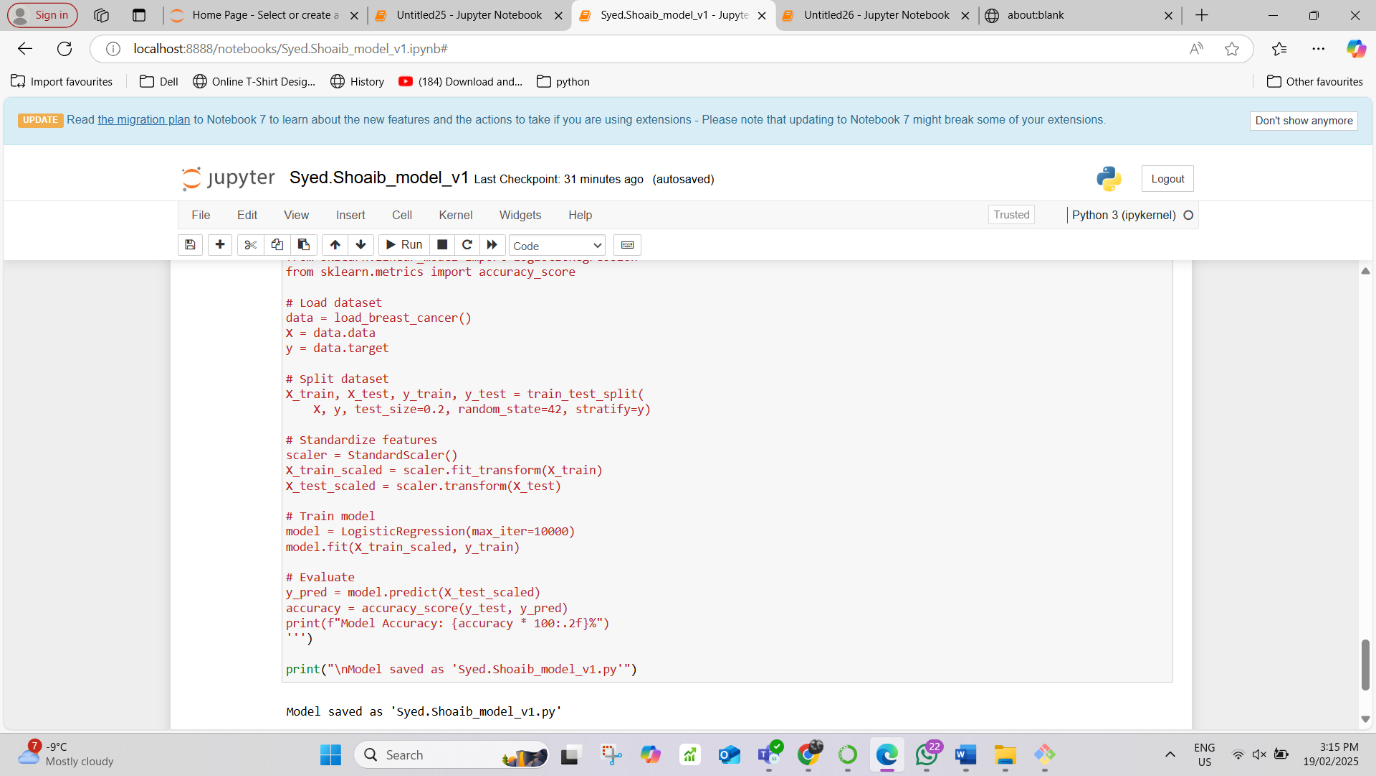 Sign in
Home Page - Select or create a
Untitled25 - Jupyter Notebook
Syed.Shoaib_model_v1 - Jupyte
Untitled26 - Jupyter Notebook
about:blank
localhost:8888/notebooks/Syed.Shoaib_model_v1.ipynb#
Import favourites
Dell
Online T-Shirt Desig...
History
(184) Download and...
python
Other favourites
UPDATE Read the migration plan to Notebook 7 to learn about the new features and the actions to take if you are using extensions - Please note that updating to Notebook 7 might break some of your extensions.
Don't show anymore
jupyter Syed.Shoaib_model_v1 Last Checkpoint: 31 minutes ago (autosaved)
Logout
File Edit View Insert Cell Kernel Widgets Help
Trusted
Python 3 (ipykernel)
Run
Code
from sklearn.metrics import accuracy_score
# Load dataset
data = load_breast_cancer()
X = data.data
y = data.target
# Split dataset
X_train, X_test, y_train, y_test = train_test_split(
    X, y, test_size=0.2, random_state=42, stratify=y)
# Standardize features
scaler = StandardScaler()
X_train_scaled = scaler.fit_transform(X_train)
X_test_scaled = scaler.transform(X_test)
# Train model
model = LogisticRegression(max_iter=10000)
model.fit(X_train_scaled, y_train)
# Evaluate
y_pred = model.predict(X_test_scaled)
accuracy = accuracy_score(y_test, y_pred)
print(f"Model Accuracy: {accuracy * 100:.2f}%")
''')
print("\nModel saved as 'Syed.Shoaib_model_v1.py'")
Model saved as 'Syed.Shoaib_model_v1.py'
7
-9°C
Mostly cloudy
Search
22
ENG
US
3:15 PM
19/02/2025